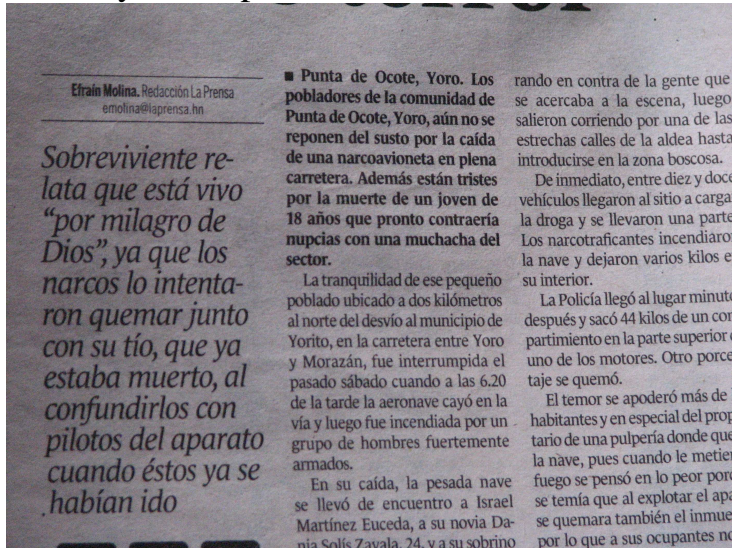 Efraín Molina. Redacción La Prensa
emolina@laprensa.hn
Sobreviviente re-
lata que está vivo
“por milagro de
Dios”, ya que los
narcos lo intenta-
ron quemar junto
con su tío, que ya
estaba muerto, al
confundirlos con
pilotos del aparato
cuando éstos ya se
habían ido
■ Punta de Ocote, Yoro. Los
pobladores de la comunidad de
Punta de Ocote, Yoro, aún no se
reponen del susto por la caída
de una narcoavioneta en plena
carretera. Además están tristes
por la muerte de un joven de
18 años que pronto contraería
nupcias con una muchacha del
sector.
La tranquilidad de ese pequeño
poblado ubicado a dos kilómetros
al norte del desvío al municipio de
Yorito, en la carretera entre Yoro
y Morazán, fue interrumpida el
pasado sábado cuando a las 6.20
de la tarde la aeronave cayó en la
vía y luego fue incendiada por un
grupo de hombres fuertemente
armados.
En su caída, la pesada nave
se llevó de encuentro a Israel
Martínez Euceda, a su novia Da-
nia Solís Zavala, 24, y a su sobrino
rando en contra de la gente que
se acercaba a la escena, luego
salieron corriendo por una de las
estrechas calles de la aldea hasta
introducirse en la zona boscosa.
De inmediato, entre diez y doce
vehículos llegaron al sitio a carga
la droga y se llevaron una parte
Los narcotraficantes incendiaro
la nave y dejaron varios kilos e
su interior.
La Policía llegó al lugar minuto
después y sacó 44 kilos de un co
partimiento en la parte superior
uno de los motores. Otro porce
taje se quemó.
El temor se apoderó más de
habitantes y en especial del prop
tario de una pulpería donde que
la nave, pues cuando le metier
fuego se pensó en lo peor porq
se temía que al explotar el apa
se quemara también el inmue
por lo que a sus ocupantes no